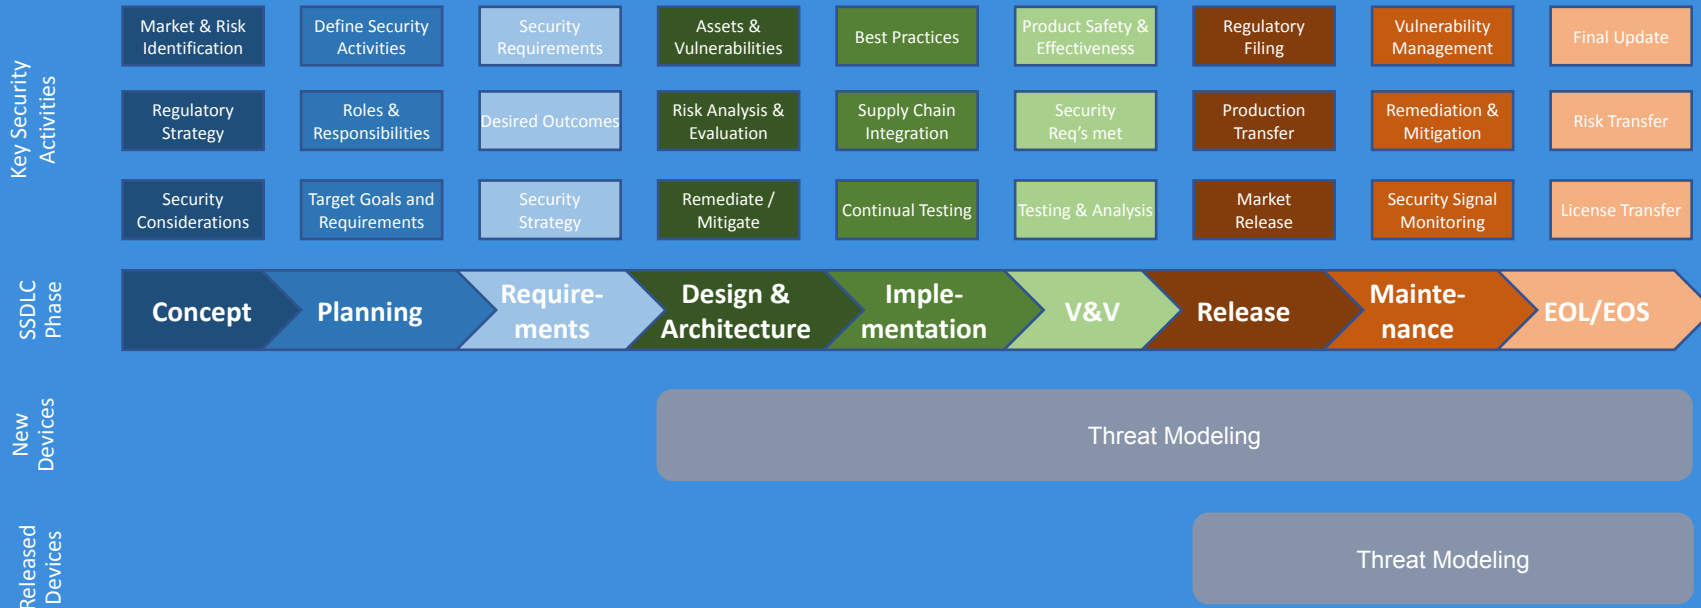 Key Security
Activities
Market & Risk
Identification
Define Security
Activities
Security
Requirements
Assets &
Vulnerabilities
Best Practices
Product Safety &
Effectiveness
Regulatory
Filing
Vulnerability
Management
Final Update
Regulatory
Strategy
Roles &
Responsibilities
Desired Outcomes
Risk Analysis &
Evaluation
Supply Chain
Integration
Security
Req's met
Production
Transfer
Remediation &
Mitigation
Risk Transfer
Security
Considerations
Target Goals and
Requirements
Security
Strategy
Remediate /
Mitigate
Continual Testing
Testing & Analysis
Market
Release
Security Signal
Monitoring
License Transfer
SSDLC
Phase
Concept
Planning
Require-
ments
Design &
Architecture
Imple-
mentation
V&V
Release
Mainte-
nance
EOL/EOS
New
Devices
Threat Modeling
Released
Devices
Threat Modeling